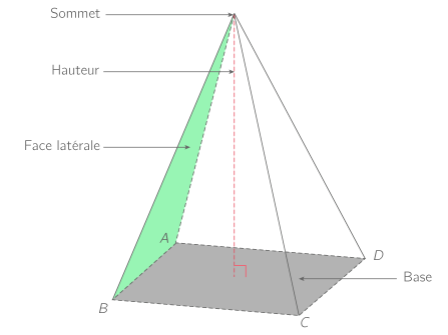 Sommet
Hauteur
Face latérale
A
D
Base
B
C